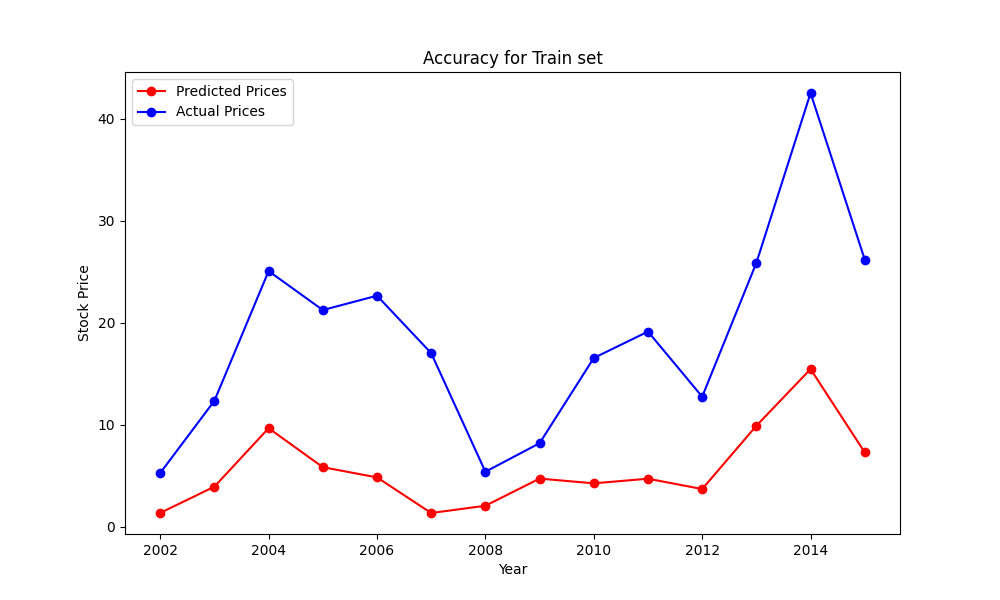 Accuracy for Train set
Predicted Prices
Actual Prices
Stock Price
40
30
20
10
0
2002 2004 2006 2008 2010 2012 2014
Year